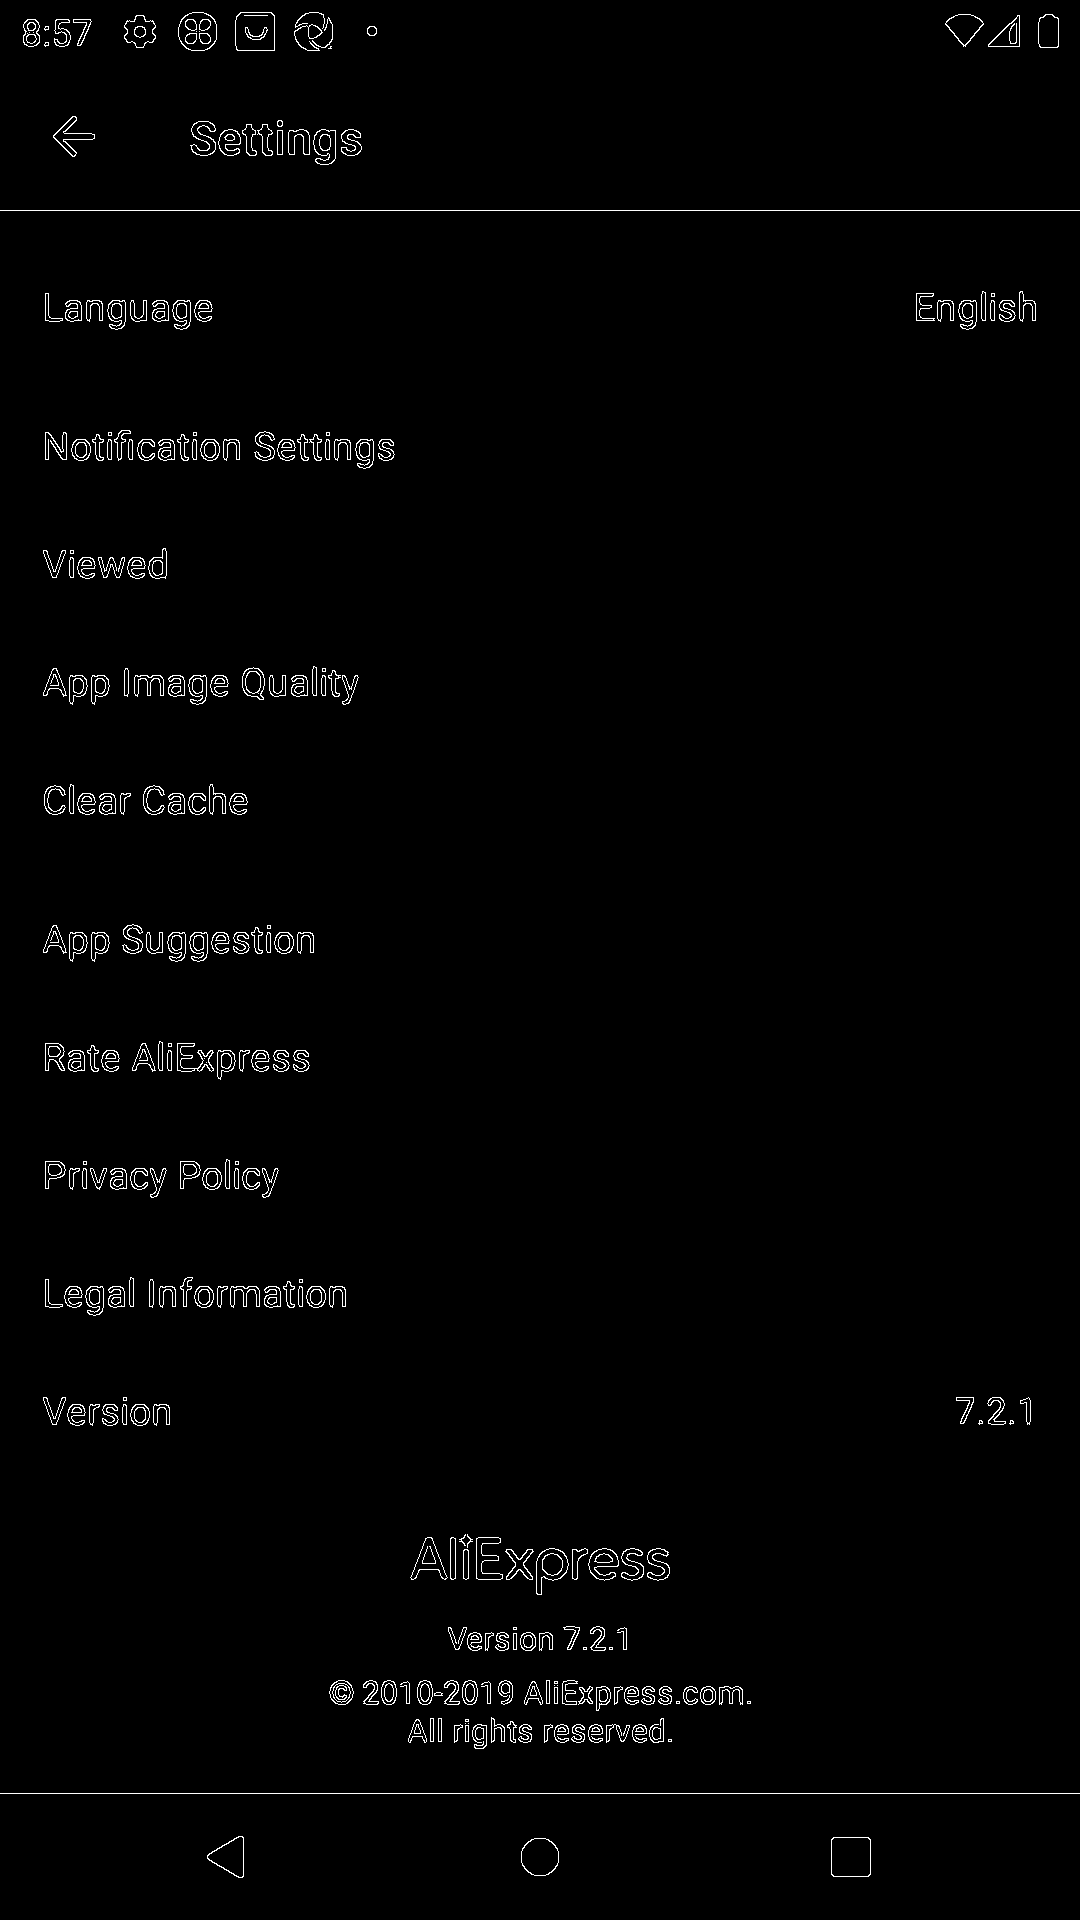 8:57
Settings
Language English
Notification Settings
Viewed
App Image Quality
Clear Cache
App Suggestion
Rate AliExpress
Privacy Policy
Legal Information
Version 7.2.1
AliExpress
Version 7.2.1
© 2010-2019 AliExpress.com.
All rights reserved.